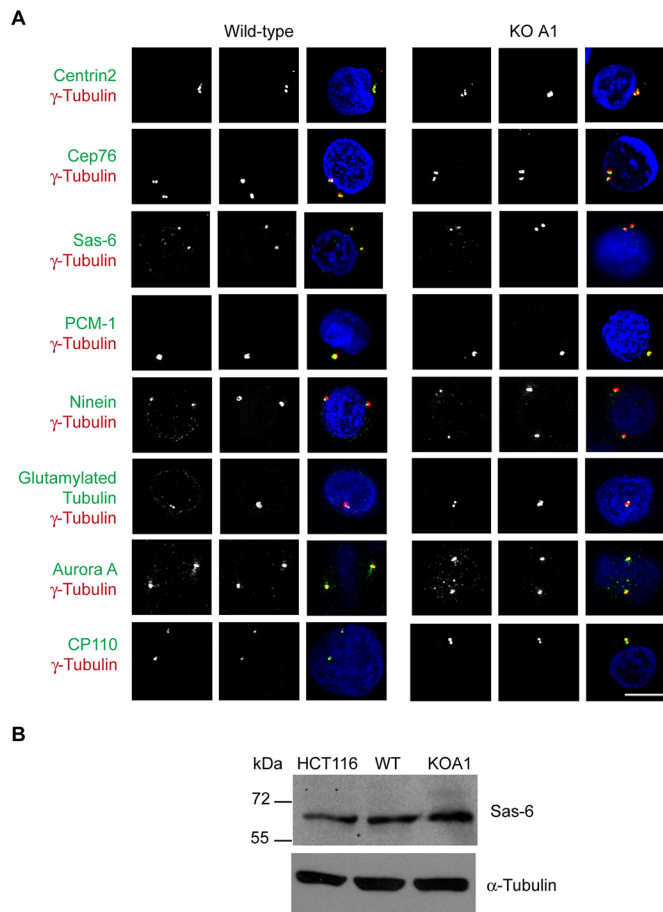 A
Wild-type KO A1
Centrin2
γ-Tubulin
Cep76
γ-Tubulin
Sas-6
γ-Tubulin
PCM-1
γ-Tubulin
Ninein
γ-Tubulin
Glutamylated
Tubulin
γ-Tubulin
Aurora A
γ-Tubulin
CP110
γ-Tubulin
B
kDa HCT116 WT KOA1
72
Sas-6
55
α-Tubulin